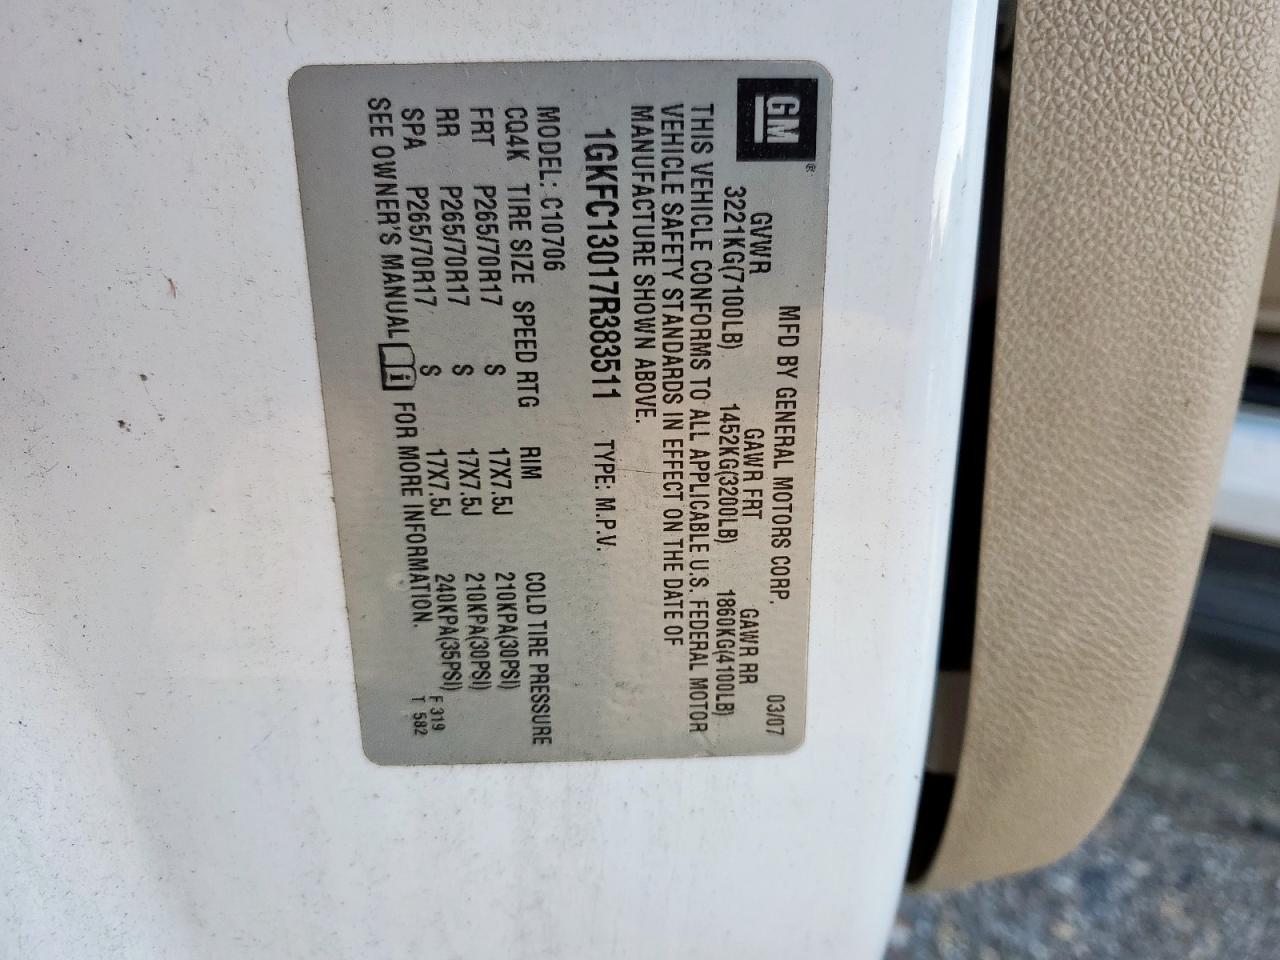 GM ®
MFD BY GENERAL MOTORS CORP. 03/07
GVWR GAWR FRT GAWR RR
3221KG(7100LB) 1452KG(3200LB) 1860KG(4100LB)
THIS VEHICLE CONFORMS TO ALL APPLICABLE U.S. FEDERAL MOTOR
VEHICLE SAFETY STANDARDS IN EFFECT ON THE DATE OF
MANUFACTURE SHOWN ABOVE.
1GKFC13017R383511 TYPE: M.P.V.
MODEL: C10706
CQ4K TIRE SIZE SPEED RTG RIM COLD TIRE PRESSURE
FRT P265/70R17 S 17X7.5J 210KPA(30PSI)
RR P265/70R17 S 17X7.5J 210KPA(30PSI)
SPA P265/70R17 S 17X7.5J 240KPA(35PSI) F 319
SEE OWNER'S MANUAL i FOR MORE INFORMATION. T 582